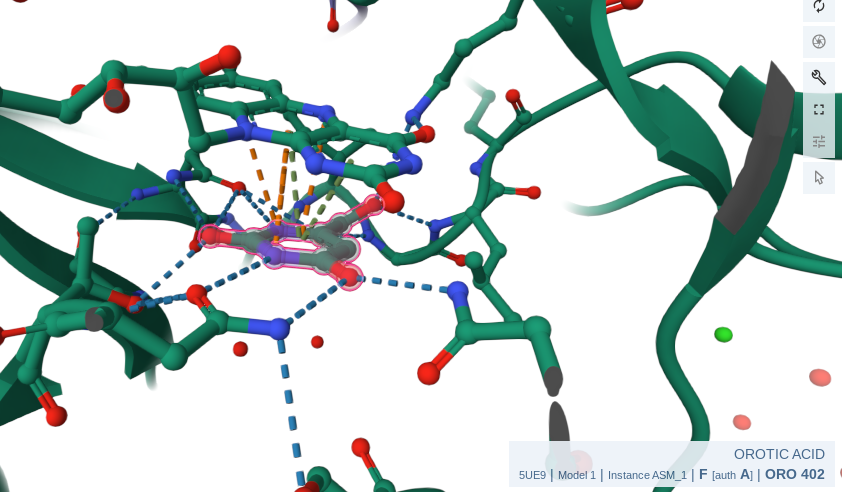 OROTIC ACID
5UE9 | Model 1 | Instance ASM_1 | F [auth A] | ORO 402